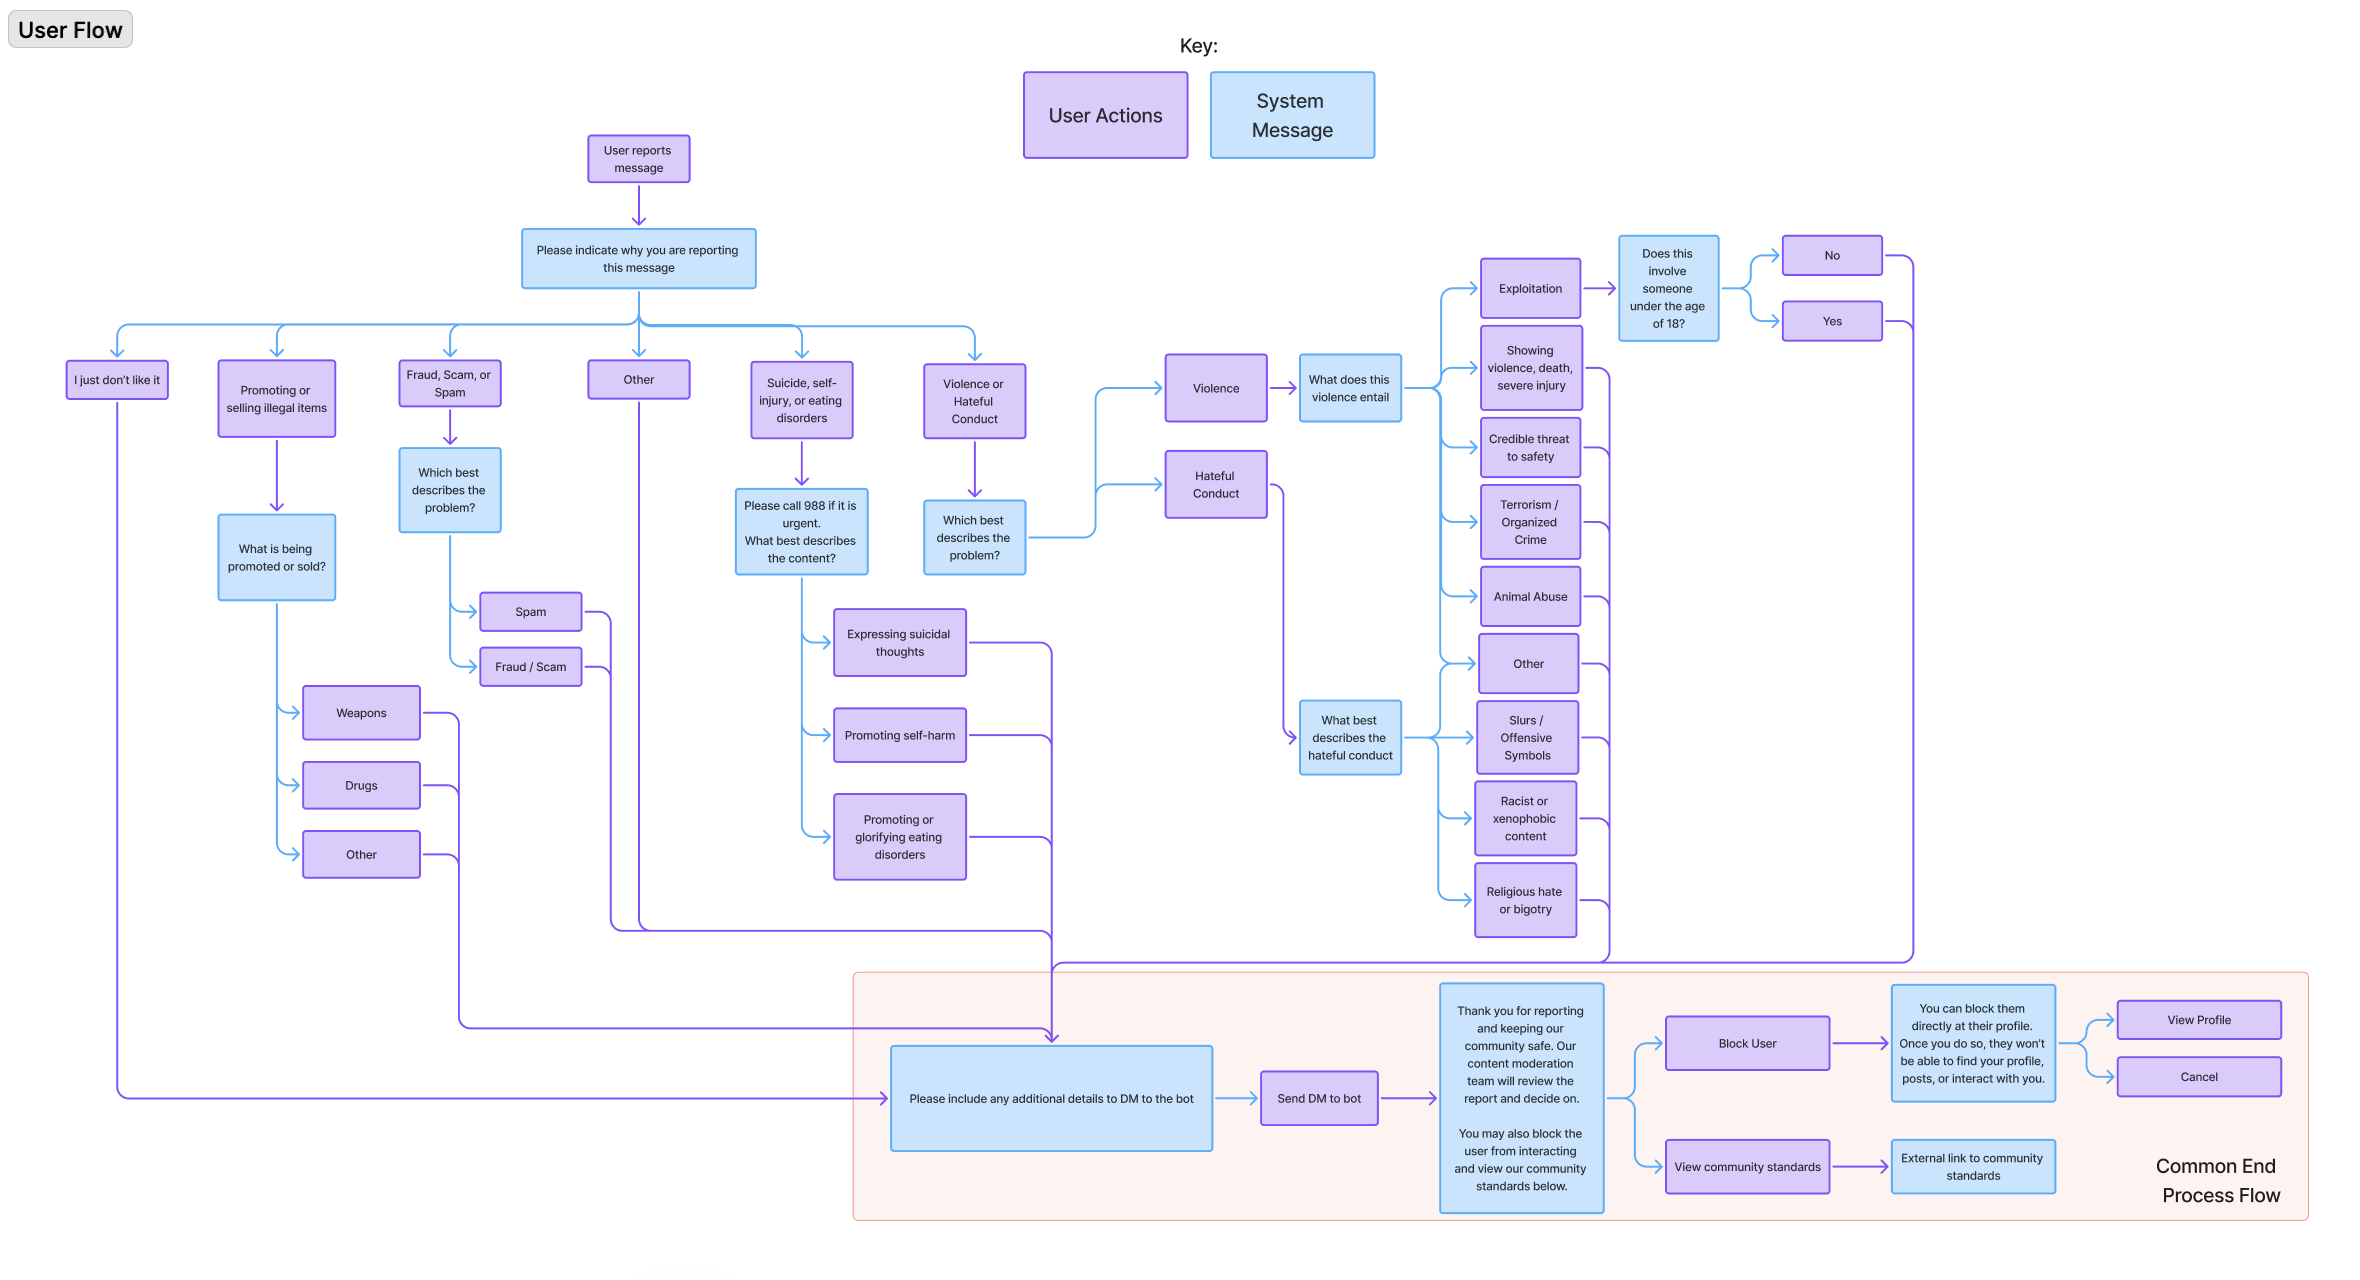 User Flow
Key:
User Actions
System
Message
User reports
message
Please indicate why you are reporting
this message
I just don't like it
Promoting or
selling illegal items
Fraud, Scam, or
Spam
Other
Suicide, self-
injury, or eating
disorders
Violence or
Hateful
Conduct
What is being
promoted or sold?
Weapons
Drugs
Other
Which best
describes the
problem?
Spam
Fraud / Scam
Please call 988 if it is
urgent.
What best describes
the content?
Expressing suicidal
thoughts
Promoting self-harm
Promoting or
glorifying eating
disorders
Which best
describes the
problem?
Violence
Hateful
Conduct
What does this
violence entail
What best
describes the
hateful conduct
Exploitation
Showing
violence, death,
severe injury
Credible threat
to safety
Terrorism /
Organized
Crime
Animal Abuse
Other
Slurs /
Offensive
Symbols
Racist or
xenophobic
content
Religious hate
or bigotry
Does this
involve
someone
under the age
of 18?
No
Yes
Please include any additional details to DM to the bot
Send DM to bot
Thank you for reporting
and keeping our
community safe. Our
content moderation
team will review the
report and decide on.
You may also block the
user from interacting
and view our community
standards below.
Block User
View community standards
You can block them
directly at their profile.
Once you do so, they won't
be able to find your profile,
posts, or interact with you.
External link to community
standards
View Profile
Cancel
Common End
Process Flow